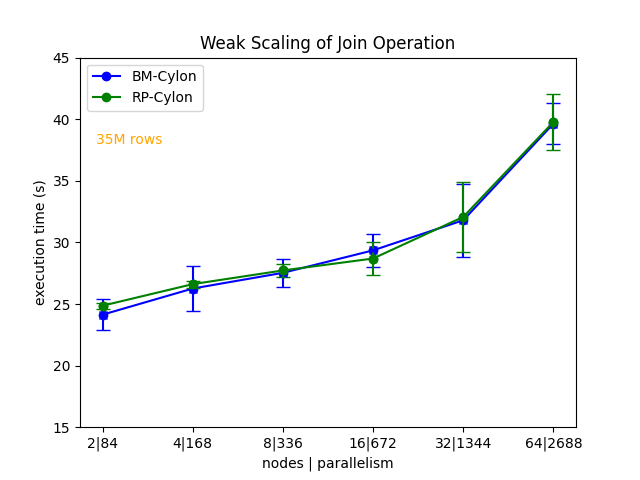 Weak Scaling of Join Operation
45
40
35
30
25
20
15
execution time (s)
BM-Cylon
RP-Cylon
35M rows
2|84
4|168
8|336
16|672
32|1344
64|2688
nodes | parallelism